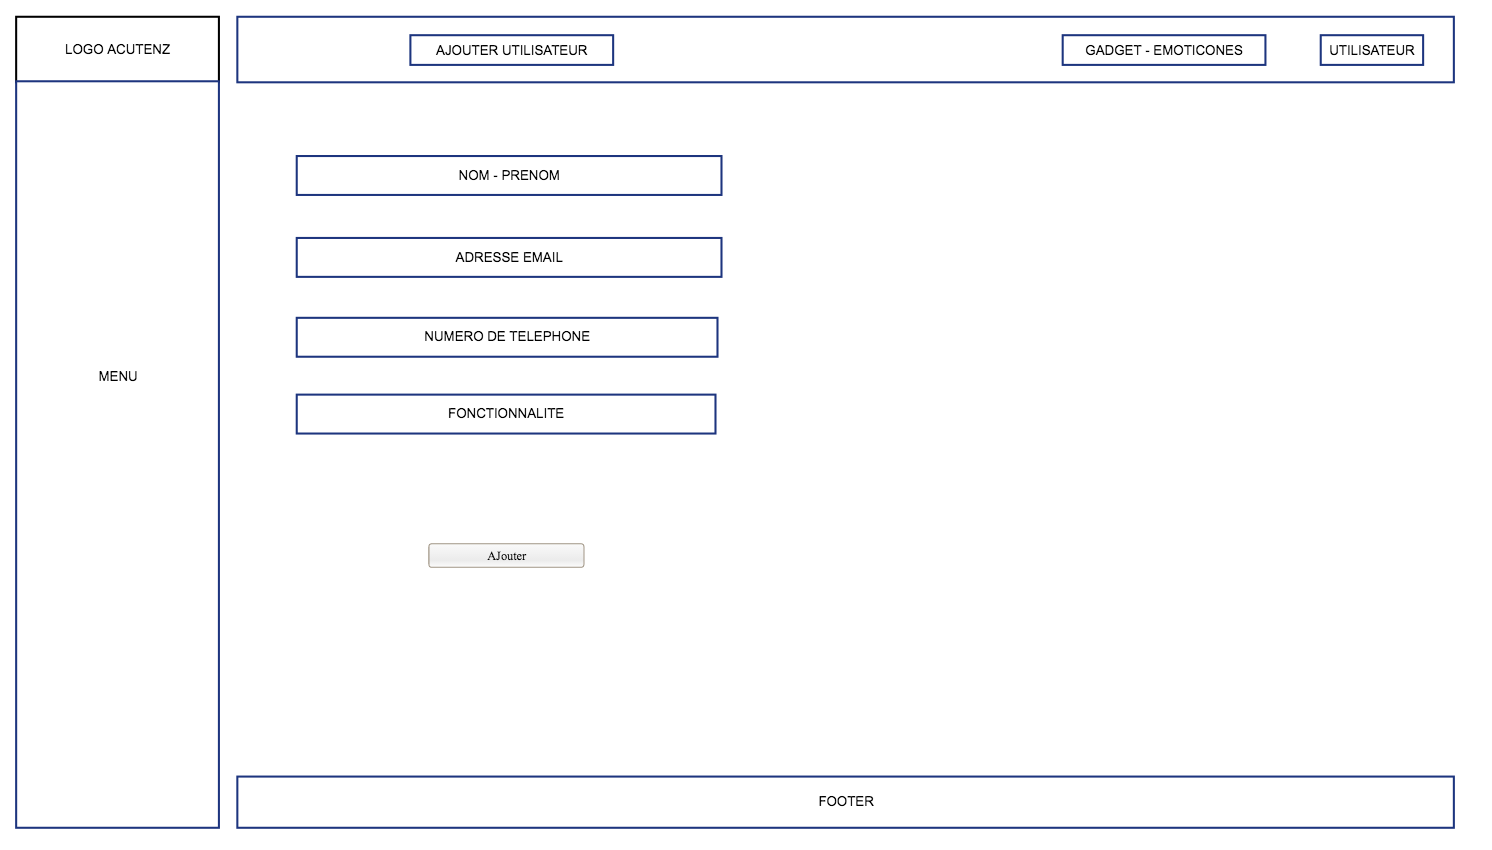 LOGO ACUTENZ
AJOUTER UTILISATEUR
GADGET - EMOTICONES
UTILISATEUR
MENU
NOM - PRENOM
ADRESSE EMAIL
NUMERO DE TELEPHONE
FONCTIONNALITE
AJouter
FOOTER